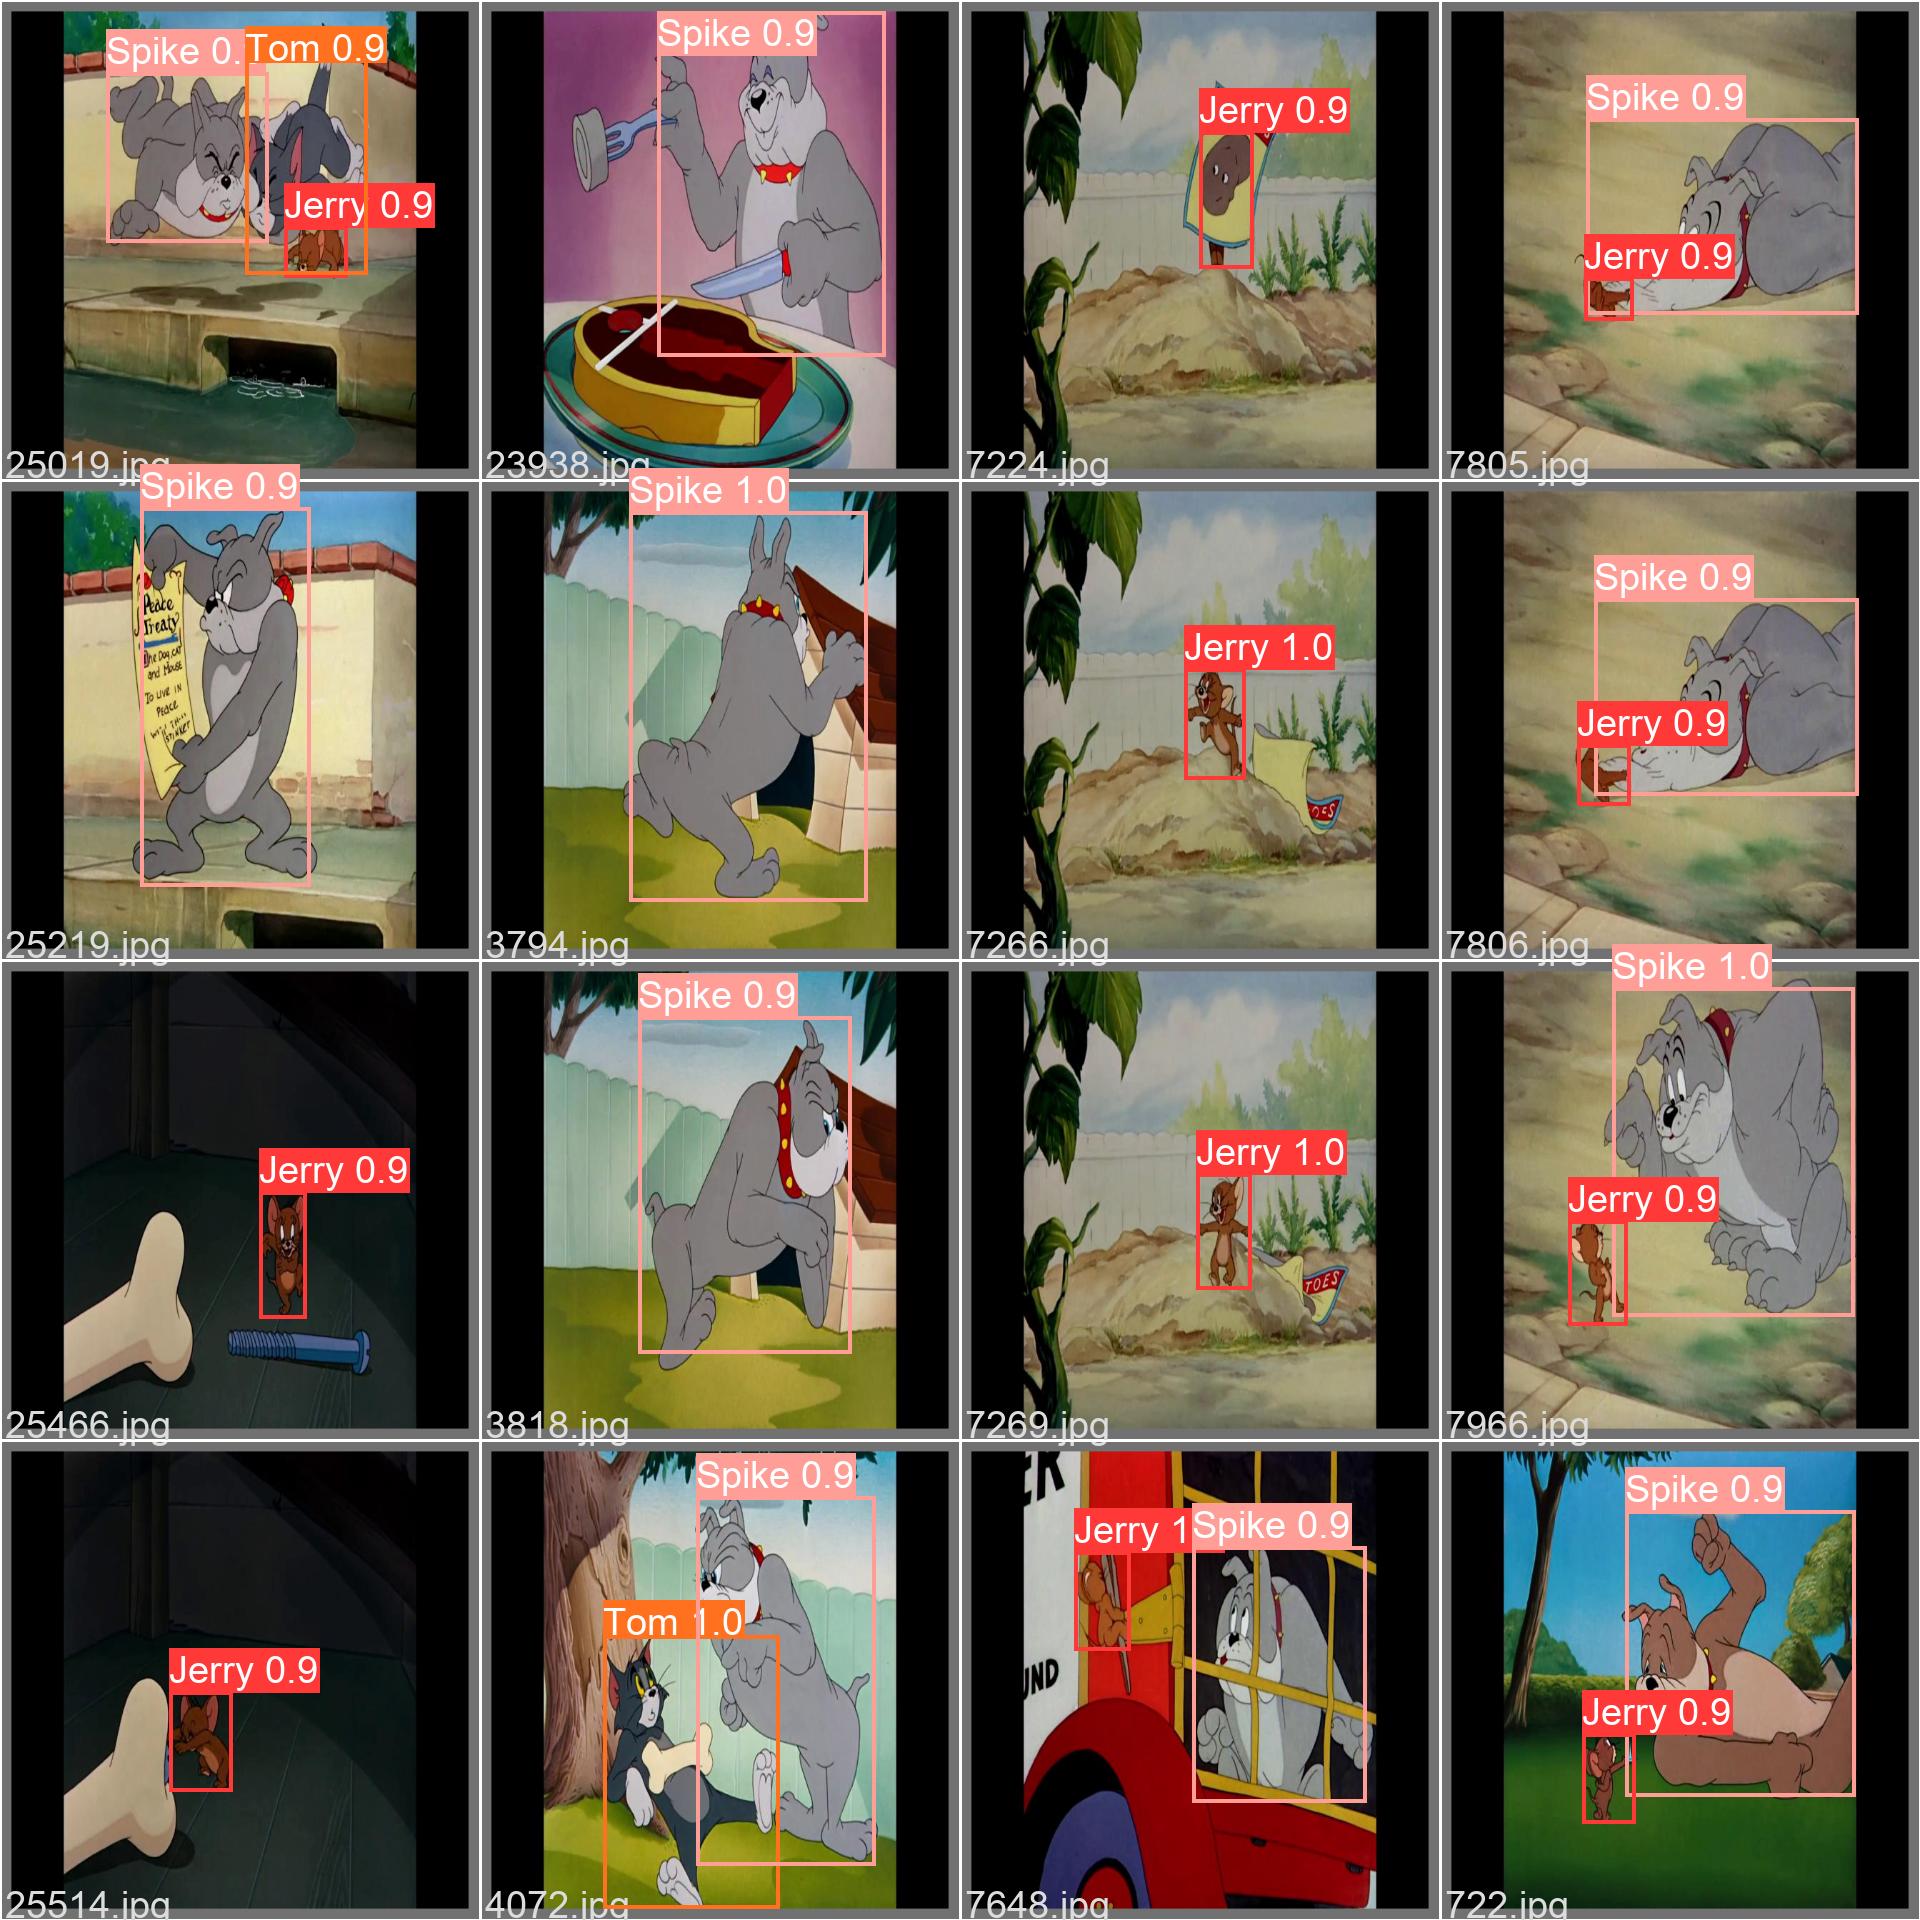 Spike 0.
Tom 0.9
Jerry 0.9
25019.jpg
Spike 0.9
23938.jpg
Jerry 0.9
7224.jpg
Spike 0.9
Jerry 0.9
7805.jpg
Spike 0.9
Peace
Treaty
The Dog, Cat
and Mouse
To Live in
Peace
25219.jpg
Spike 1.0
3794.jpg
Jerry 1.0
OES
7266.jpg
Spike 0.9
Jerry 0.9
7806.jpg
Jerry 0.9
25466.jpg
Spike 0.9
3818.jpg
Jerry 1.0
TOES
7269.jpg
Spike 1.0
Jerry 0.9
7966.jpg
Jerry 0.9
25514.jpg
Spike 0.9
Tom 1.0
4072.jpg
ER
Jerry 1
Spike 0.9
UND
7648.jpg
Spike 0.9
Jerry 0.9
722.jpg